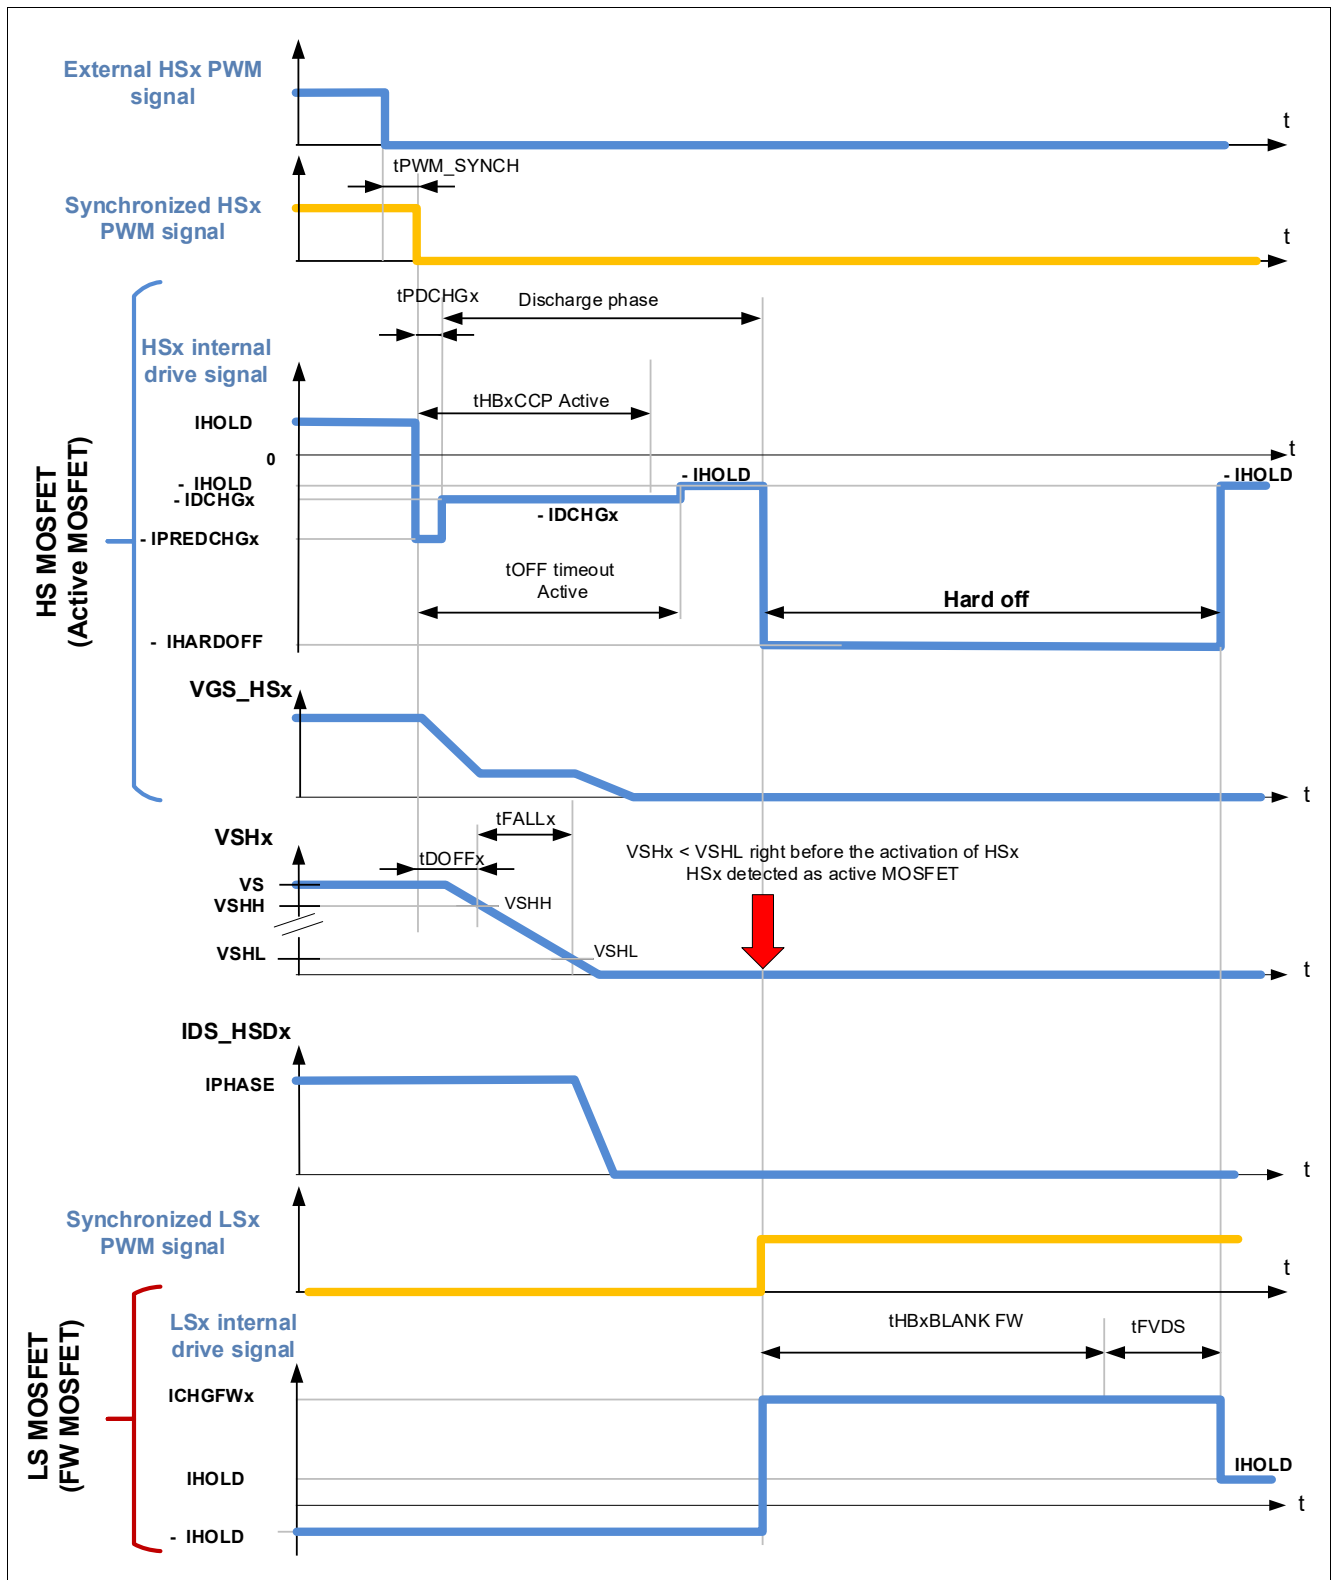 External HSx PWM
signal
t
tPWM_SYNCH
Synchronized HSx
PWM signal
t
tPDCHGx
Discharge phase
HSx internal
drive signal
tHBxCCP Active
IHOLD
t
0
- IHOLD
- IHOLD
- IHOLD
- IDCHGx
- IDCHGx
- IPREDCHGx
tOFF timeout
Active
Hard off
- IHARDOFF
HS MOSFET
(Active MOSFET)
VGS_HSx
t
tFALLx
VSHx
tDOFFx
VSHx < VSHL right before the activation of HSx
HSx detected as active MOSFET
VS
VSHH
VSHH
VSHL
VSHL
t
IDS_HSDx
IPHASE
t
Synchronized LSx
PWM signal
t
LSx internal
drive signal
tHBxBLANK FW
tFVDS
ICHGFWx
IHOLD
IHOLD
t
- IHOLD
LS MOSFET
(FW MOSFET)